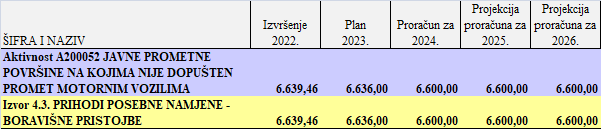 ŠIFRA I NAZIV Izvršenje 2022. Plan 2023. Proračun za 2024. Projekcija proračuna za 2025. Projekcija proračuna za 2026.
Aktivnost A200052 JAVNE PROMETNE
POVRŠINE NA KOJIMA NIJE DOPUŠTEN
PROMET MOTORNIM VOZILIMA 6.639,46 6.636,00 6.600,00 6.600,00 6.600,00
Izvor 4.3. PRIHODI POSEBNE NAMJENE -
BORAVIŠNE PRISTOJBE 6.639,46 6.636,00 6.600,00 6.600,00 6.600,00